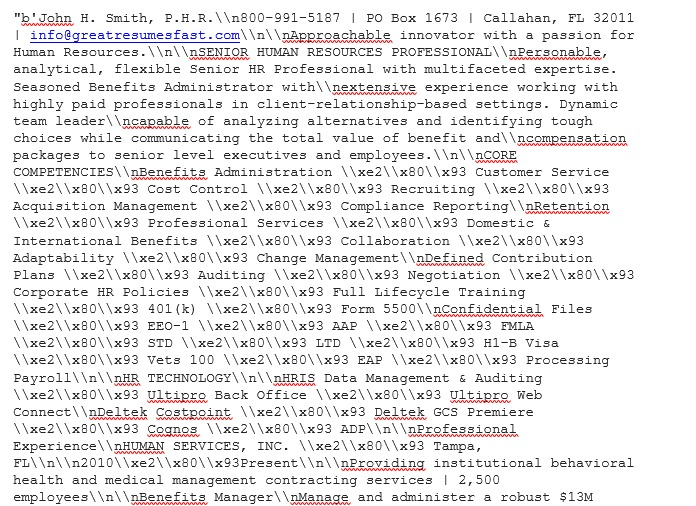 "b'John H. Smith, P.H.R.\\n800-991-5187 | PO Box 1673 | Callahan, FL 32011
| info@greatresumesfast.com\\n\\nApproachable innovator with a passion for
Human Resources.\\n\\nSENIOR HUMAN RESOURCES PROFESSIONAL\\nPersonable,
analytical, flexible Senior HR Professional with multifaceted expertise.
Seasoned Benefits Administrator with\\nextensive experience working with
highly paid professionals in client-relationship-based settings. Dynamic
team leader\\ncapable of analyzing alternatives and identifying tough
choices while communicating the total value of benefit and\\ncompensation
packages to senior level executives and employees.\\n\\nCORE
COMPETENCIES\\nBenefits Administration \\xe2\\x80\\x93 Customer Service
\\xe2\\x80\\x93 Cost Control \\xe2\\x80\\x93 Recruiting \\xe2\\x80\\x93
Acquisition Management \\xe2\\x80\\x93 Compliance Reporting\\nRetention
\\xe2\\x80\\x93 Professional Services \\xe2\\x80\\x93 Domestic &
International Benefits \\xe2\\x80\\x93 Collaboration \\xe2\\x80\\x93
Adaptability \\xe2\\x80\\x93 Change Management\\nDefined Contribution
Plans \\xe2\\x80\\x93 Auditing \\xe2\\x80\\x93 Negotiation \\xe2\\x80\\x93
Corporate HR Policies \\xe2\\x80\\x93 Full Lifecycle Training
\\xe2\\x80\\x93 401(k) \\xe2\\x80\\x93 Form 5500\\nConfidential Files
\\xe2\\x80\\x93 EEO-1 \\xe2\\x80\\x93 AAP \\xe2\\x80\\x93 FMLA
\\xe2\\x80\\x93 STD \\xe2\\x80\\x93 LTD \\xe2\\x80\\x93 H1-B Visa
\\xe2\\x80\\x93 Vets 100 \\xe2\\x80\\x93 EAP \\xe2\\x80\\x93 Processing
Payroll\\n\\nHR TECHNOLOGY\\n\\nHRIS Data Management & Auditing
\\xe2\\x80\\x93 Ultipro Back Office \\xe2\\x80\\x93 Ultipro Web
Connect\\nDeltek Costpoint \\xe2\\x80\\x93 Deltek GCS Premiere
\\xe2\\x80\\x93 Cognos \\xe2\\x80\\x93 ADP\\n\\nProfessional
Experience\\nHUMAN SERVICES, INC. \\xe2\\x80\\x93 Tampa,
FL\\n\\n2010\\xe2\\x80\\x93Present\\n\\nProviding institutional behavioral
health and medical management contracting services | 2,500
employees\\n\\nBenefits Manager\\nManage and administer a robust $13M